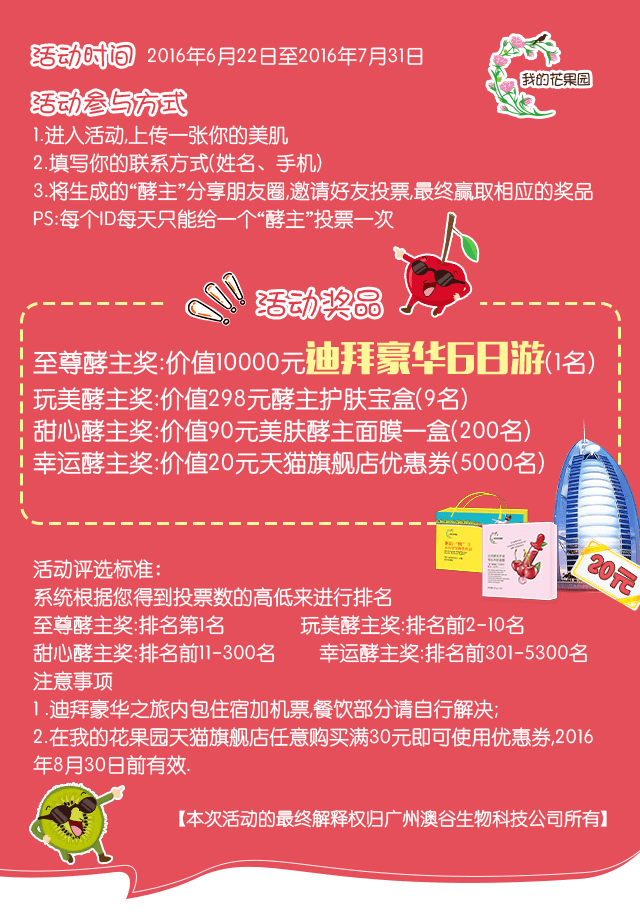 活动时间 2016年6月22日至2016年7月31日
我的花果园
活动参与方式
1.进入活动,上传一张你的美肌
2.填写你的联系方式(姓名、手机)
3.将生成的“酵主”分享朋友圈,邀请好友投票,最终赢取相应的奖品
PS:每个ID每天只能给一个“酵主”投票一次
活动奖品
至尊酵主奖:价值10000元迪拜豪华6日游(1名)
玩美酵主奖:价值298元酵主护肤宝盒(9名)
甜心酵主奖:价值90元美肤酵主面膜一盒(200名)
幸运酵主奖:价值20元天猫旗舰店优惠券(5000名)
20元
活动评选标准：
系统根据您得到投票数的高低来进行排名
至尊酵主奖:排名第1名 玩美酵主奖:排名前2-10名
甜心酵主奖:排名前11-300名 幸运酵主奖:排名前301-5300名
注意事项
1.迪拜豪华之旅内包住宿加机票,餐饮部分请自行解决;
2.在我的花果园天猫旗舰店任意购买满30元即可使用优惠券,2016
年8月30日前有效.
【本次活动的最终解释权归广州澳谷生物科技公司所有】